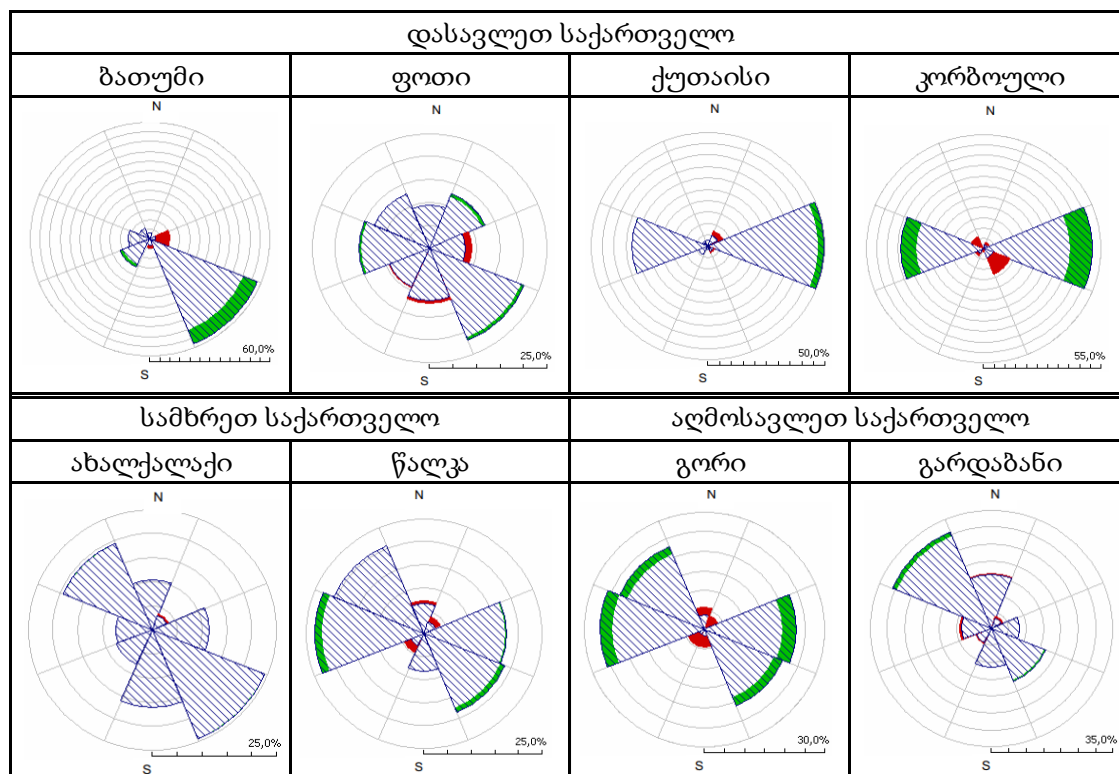 დასავლეთ საქართველო
ბათუმი ფოთი ქუთაისი კორბოული
N N N N
60,0% 25,0% 50,0% 55,0%
S S S S
სამხრეთ საქართველო აღმოსავლეთ საქართველო
ახალქალაქი წალკა გორი გარდაბანი
N N N N
25,0% 25,0% 30,0% 35,0%
S S S S